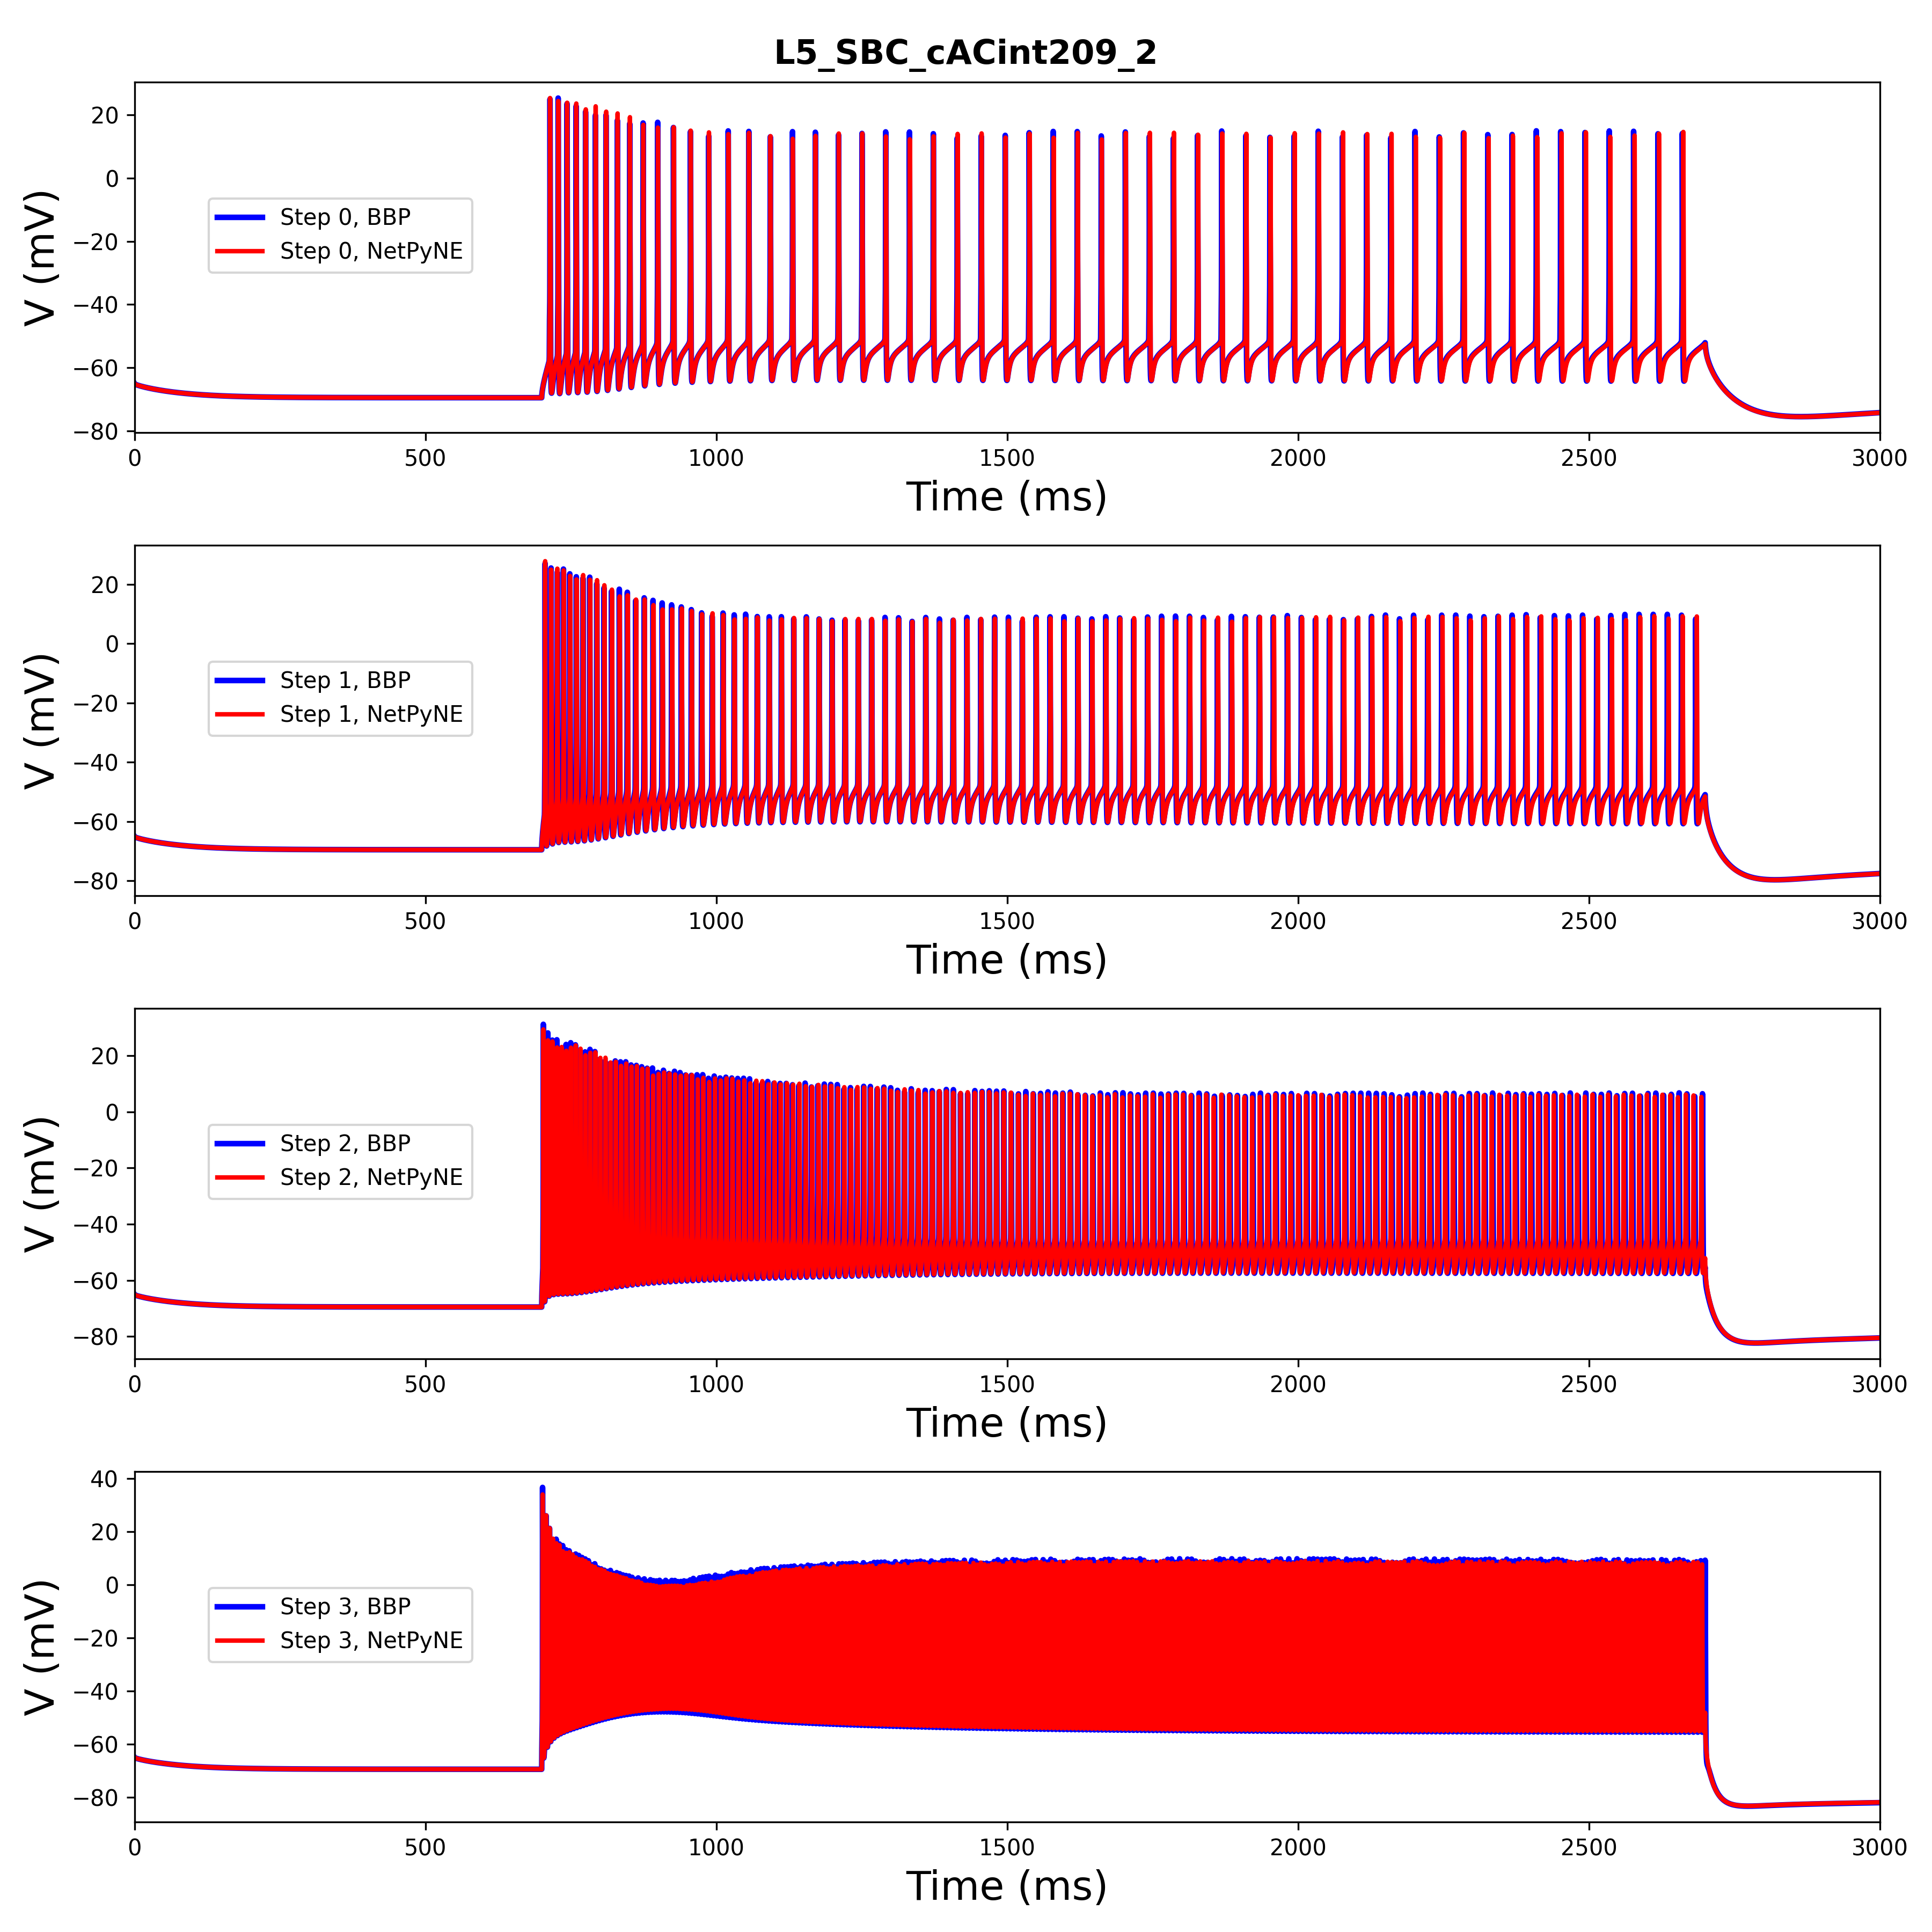 L5_SBC_cACint209_2
20
0
−20
−40
−60
−80
V (mV)
Step 0, BBP
Step 0, NetPyNE
0 500 1000 1500 2000 2500 3000
Time (ms)
20
0
−20
−40
−60
−80
V (mV)
Step 1, BBP
Step 1, NetPyNE
0 500 1000 1500 2000 2500 3000
Time (ms)
20
0
−20
−40
−60
−80
V (mV)
Step 2, BBP
Step 2, NetPyNE
0 500 1000 1500 2000 2500 3000
Time (ms)
40
20
0
−20
−40
−60
−80
V (mV)
Step 3, BBP
Step 3, NetPyNE
0 500 1000 1500 2000 2500 3000
Time (ms)